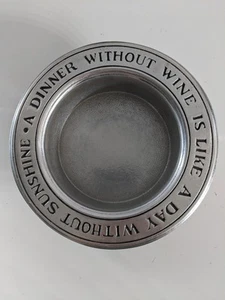 A DINNER WITHOUT WINE IS LIKE A DAY WITHOUT SUNSHINE •